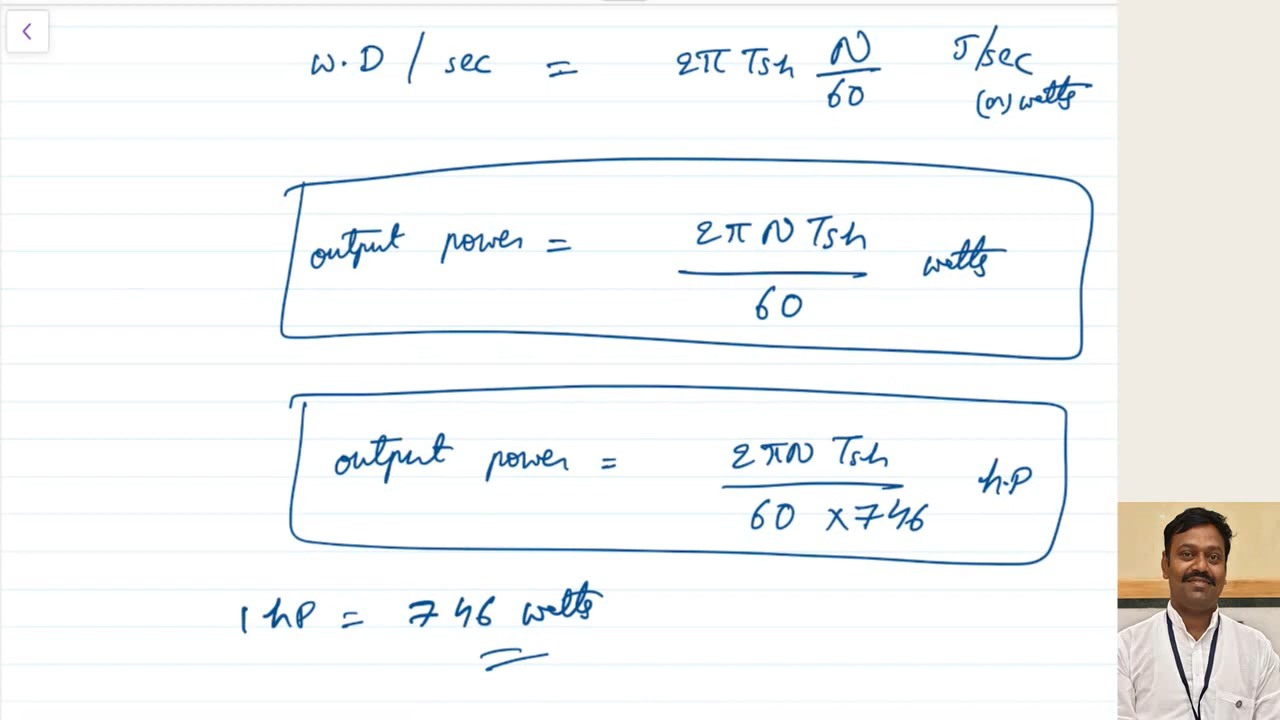 W.D / sec = 2π Tsh N/60 J/sec
(or) watts
output power = 2πN Tsh / 60 watts
output power = 2πN Tsh / 60 × 746 h.P
1 hP = 746 watts